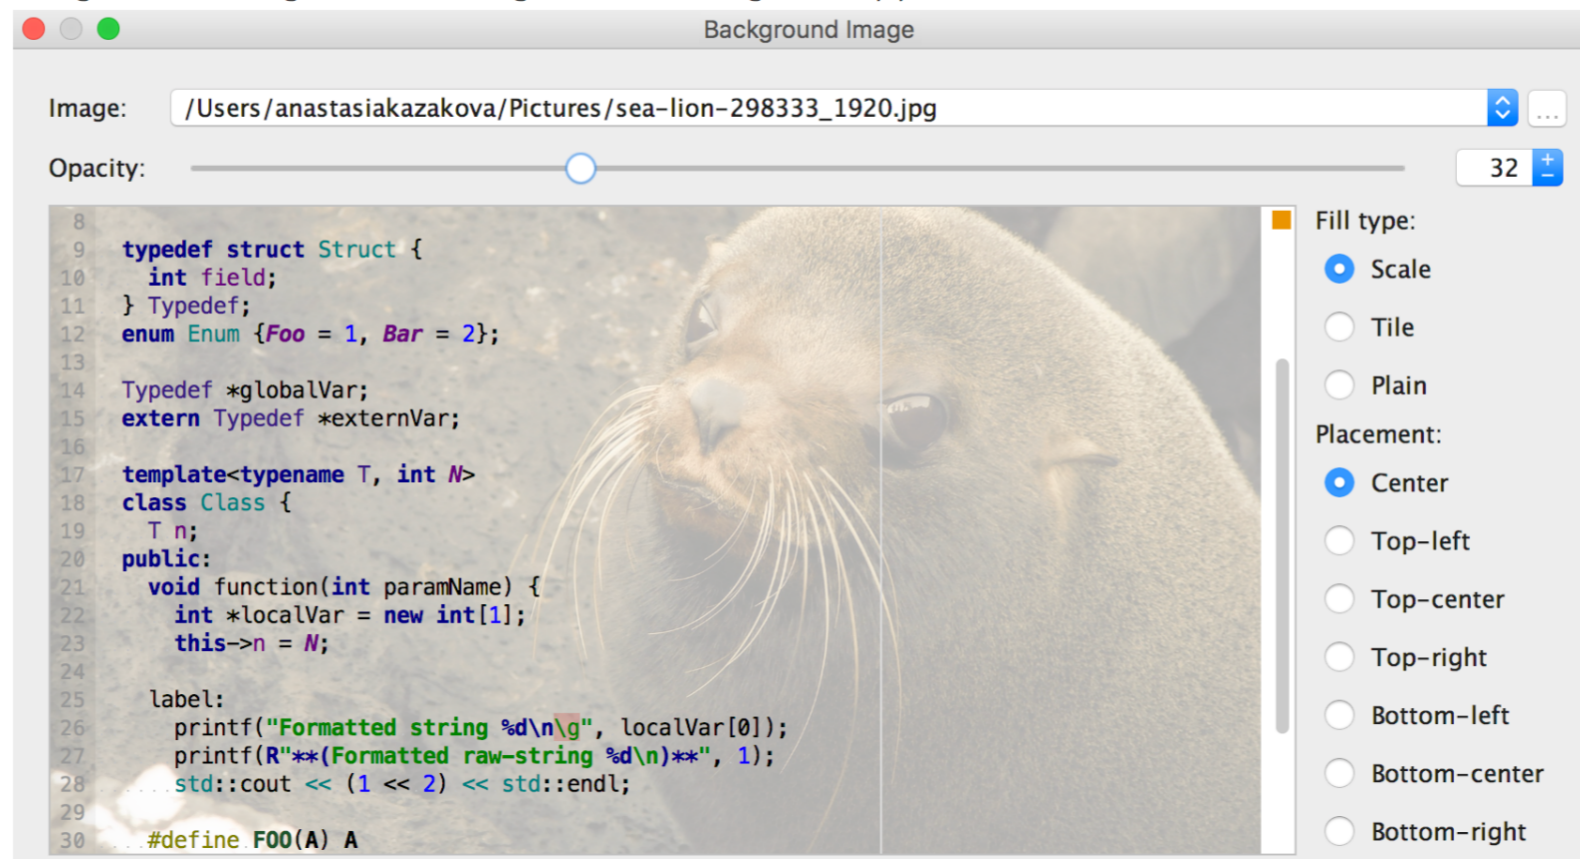 Background Image
Image: /Users/anastasiakazakova/Pictures/sea-lion-298333_1920.jpg ...
Opacity: 32
8
9 typedef struct Struct {
10 int field;
11 } Typedef;
12 enum Enum {Foo = 1, Bar = 2};
13
14 Typedef *globalVar;
15 extern Typedef *externVar;
16
17 template<typename T, int N>
18 class Class {
19 T n;
20 public:
21 void function(int paramName) {
22 int *localVar = new int[1];
23 this->n = N;
24
25 label:
26 printf("Formatted string %d\n\g", localVar[0]);
27 printf(R"**(Formatted raw-string %d\n)**", 1);
28 std::cout << (1 << 2) << std::endl;
29
30 #define FOO(A) A
Fill type:
Scale
Tile
Plain
Placement:
Center
Top-left
Top-center
Top-right
Bottom-left
Bottom-center
Bottom-right